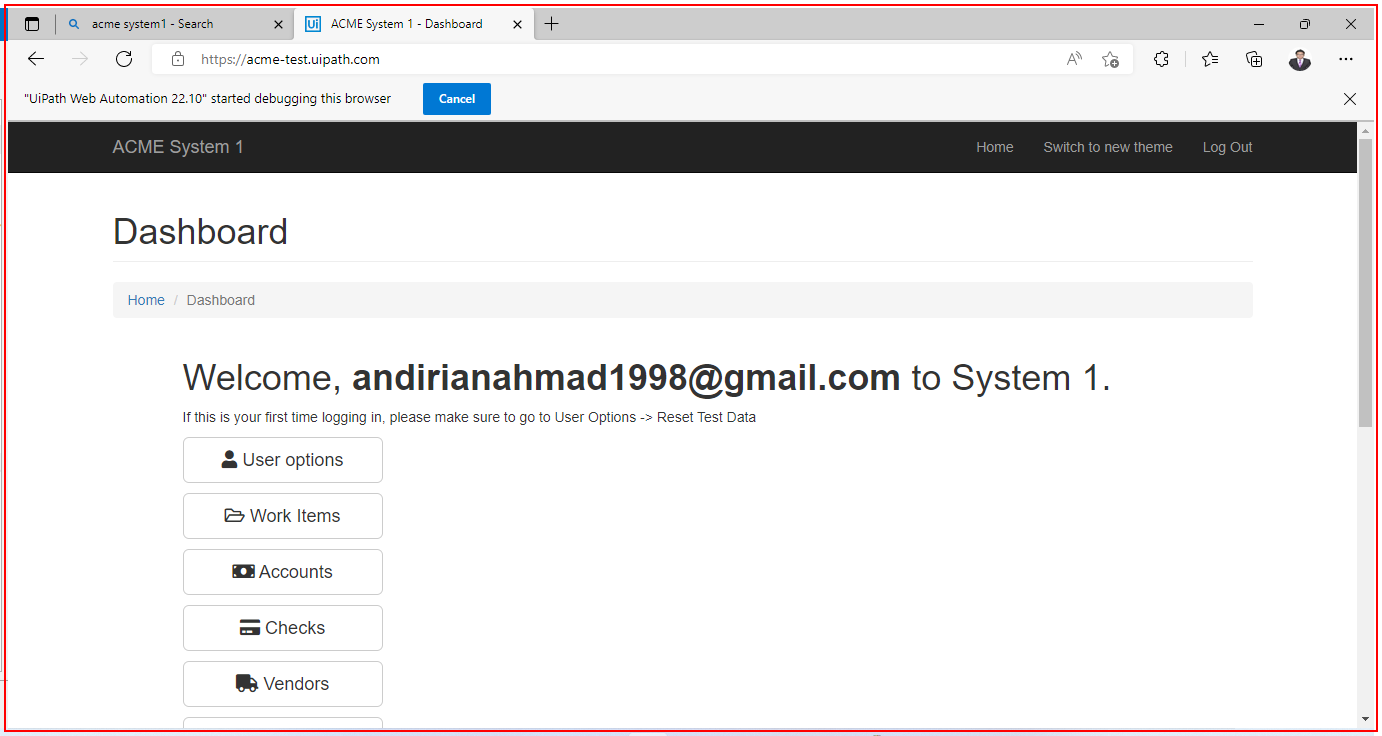 acme system1 - Search
Ui ACME System 1 - Dashboard
https://acme-test.uipath.com
"UiPath Web Automation 22.10" started debugging this browser Cancel
ACME System 1 Home Switch to new theme Log Out
Dashboard
Home / Dashboard
Welcome, andirianahmad1998@gmail.com to System 1.
If this is your first time logging in, please make sure to go to User Options -> Reset Test Data
User options
Work Items
Accounts
Checks
Vendors